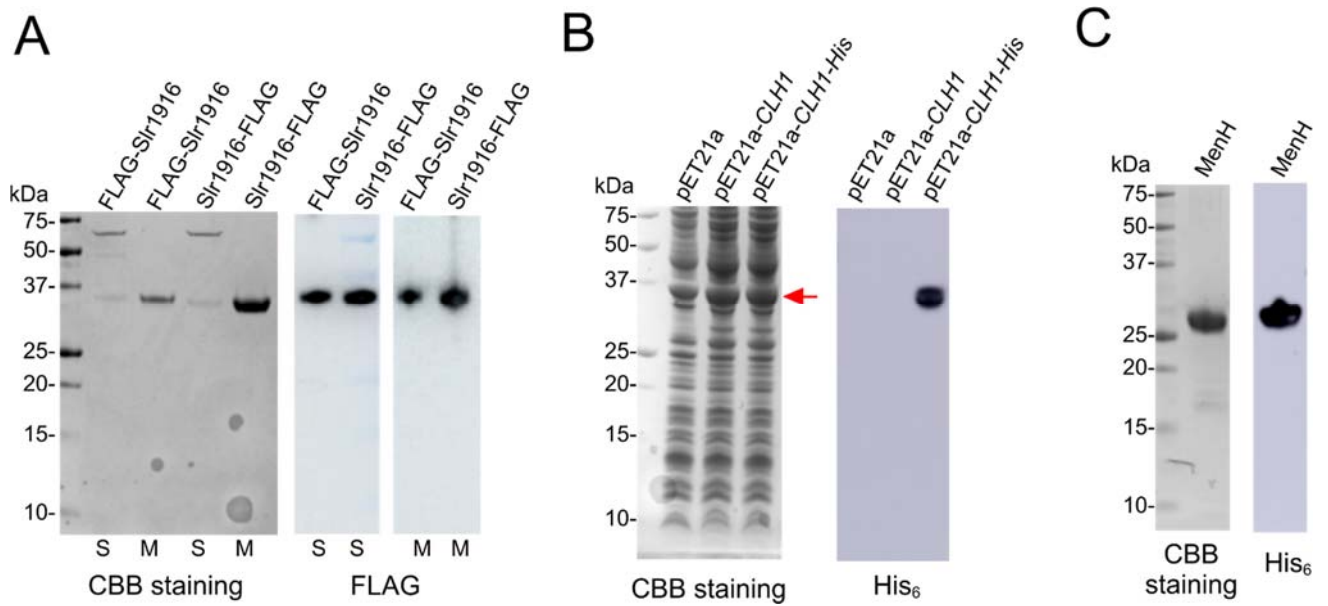 A
FLAG-Slr1916
FLAG-Slr1916
Slr1916-FLAG
Slr1916-FLAG
FLAG-Slr1916
Slr1916-FLAG
FLAG-Slr1916
Slr1916-FLAG
kDa
75-
50-
37-
25-
20-
15-
10-
S M S M
S S
M M
CBB staining
FLAG
B
pET21a
pET21a-CLH1
pET21a-CLH1-His
pET21a
pET21a-CLH1
pET21a-CLH1-His
kDa
75-
50-
37-
25-
20-
15-
10-
CBB staining
His₆
C
MenH
MenH
kDa
75-
50-
37-
25-
20-
15-
10-
CBB
staining
His₆